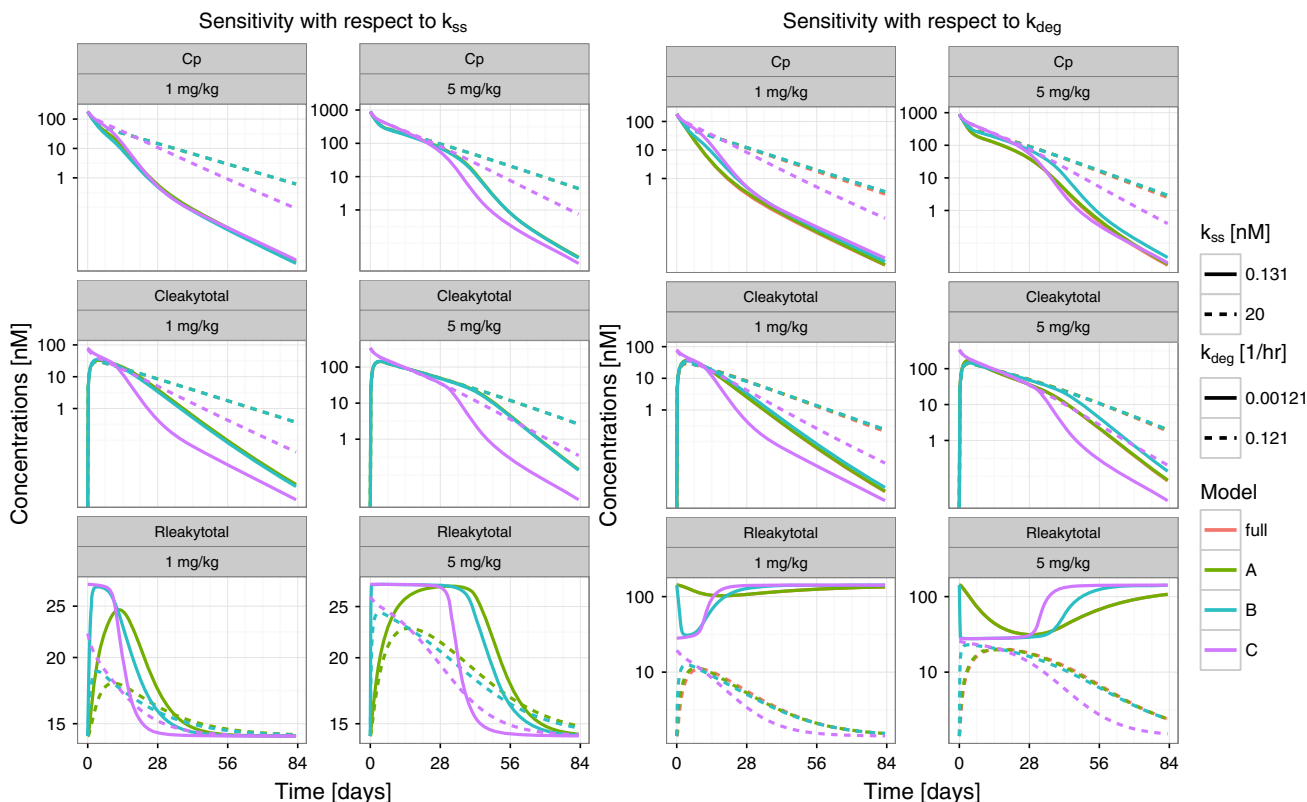 Sensitivity with respect to kss
Sensitivity with respect to kdeg
Cp
1 mg/kg
Cp
5 mg/kg
Cp
1 mg/kg
Cp
5 mg/kg
100
10
1
1000
100
10
1
100
10
1
1000
100
10
1
Cleakytotal
1 mg/kg
Cleakytotal
5 mg/kg
Cleakytotal
1 mg/kg
Cleakytotal
5 mg/kg
100
10
1
100
10
1
100
10
1
100
10
1
Rleakytotal
1 mg/kg
Rleakytotal
5 mg/kg
Rleakytotal
1 mg/kg
Rleakytotal
5 mg/kg
25
20
15
25
20
15
100
10
100
10
0 28 56 84
0 28 56 84
0 28 56 84
0 28 56 84
Time [days]
Time [days]
Concentrations [nM]
Concentrations [nM]
kss [nM]
0.131
20
kdeg [1/hr]
0.00121
0.121
Model
full
A
B
C